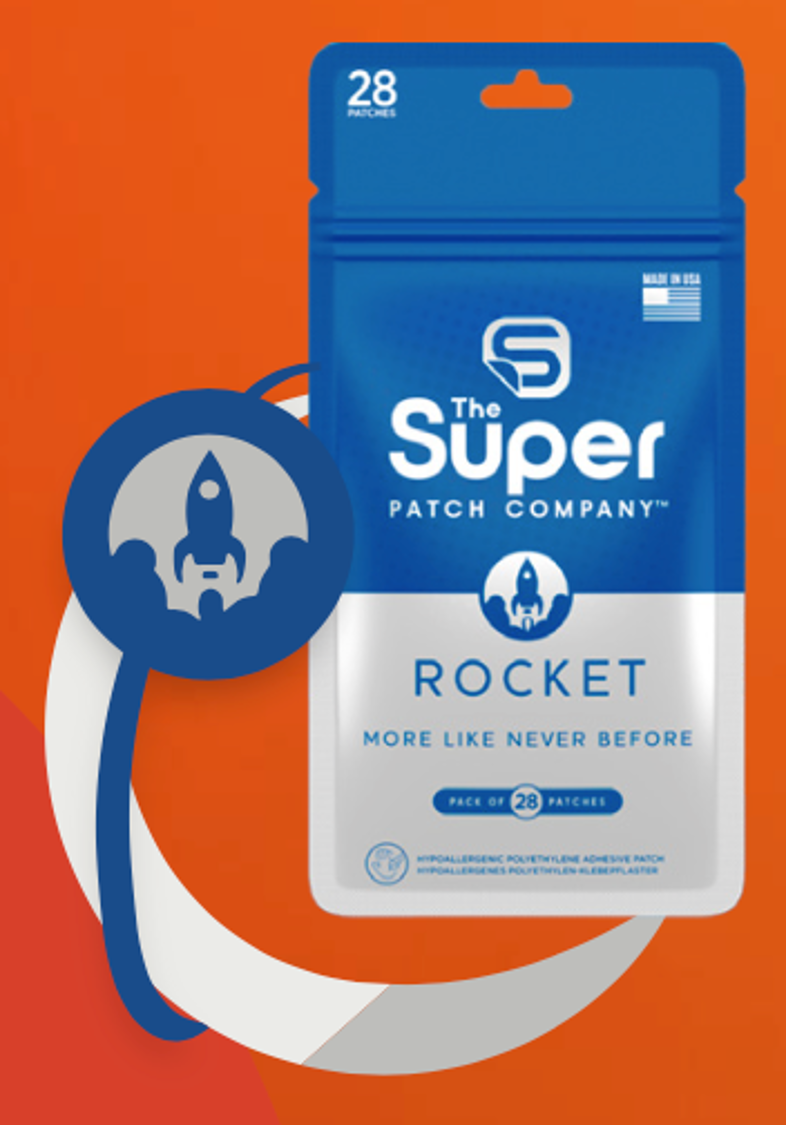 28
PATCHES
MADE IN USA
The
Super
PATCH COMPANY™
ROCKET
MORE LIKE NEVER BEFORE
PACK OF 28 PATCHES
HYPOALLERGENIC POLYETHYLENE ADHESIVE PATCH
HYPOALLERGENES POLYETHYLEN-KLEBEPFLASTER